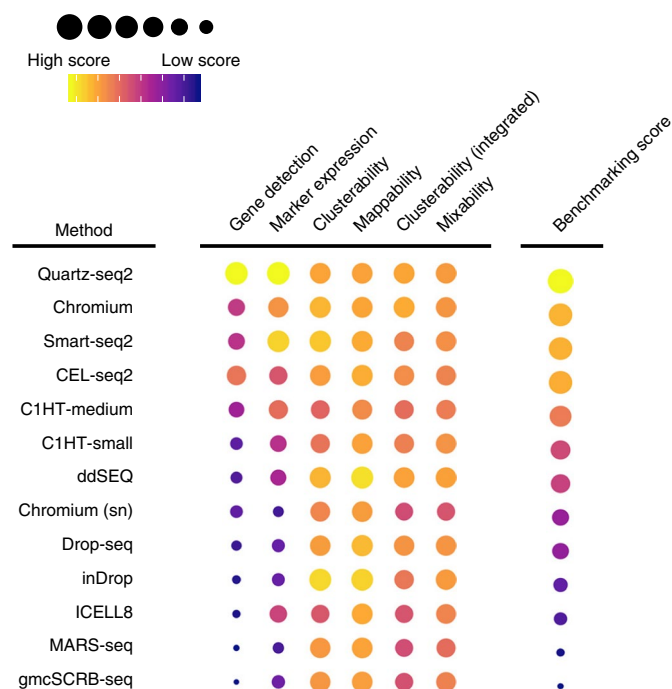 High score Low score
Gene detection
Marker expression
Clusterability
Mappability
Clusterability (integrated)
Mixability
Benchmarking score
Method
Quartz-seq2
Chromium
Smart-seq2
CEL-seq2
C1HT-medium
C1HT-small
ddSEQ
Chromium (sn)
Drop-seq
inDrop
ICELL8
MARS-seq
gmcSCRB-seq